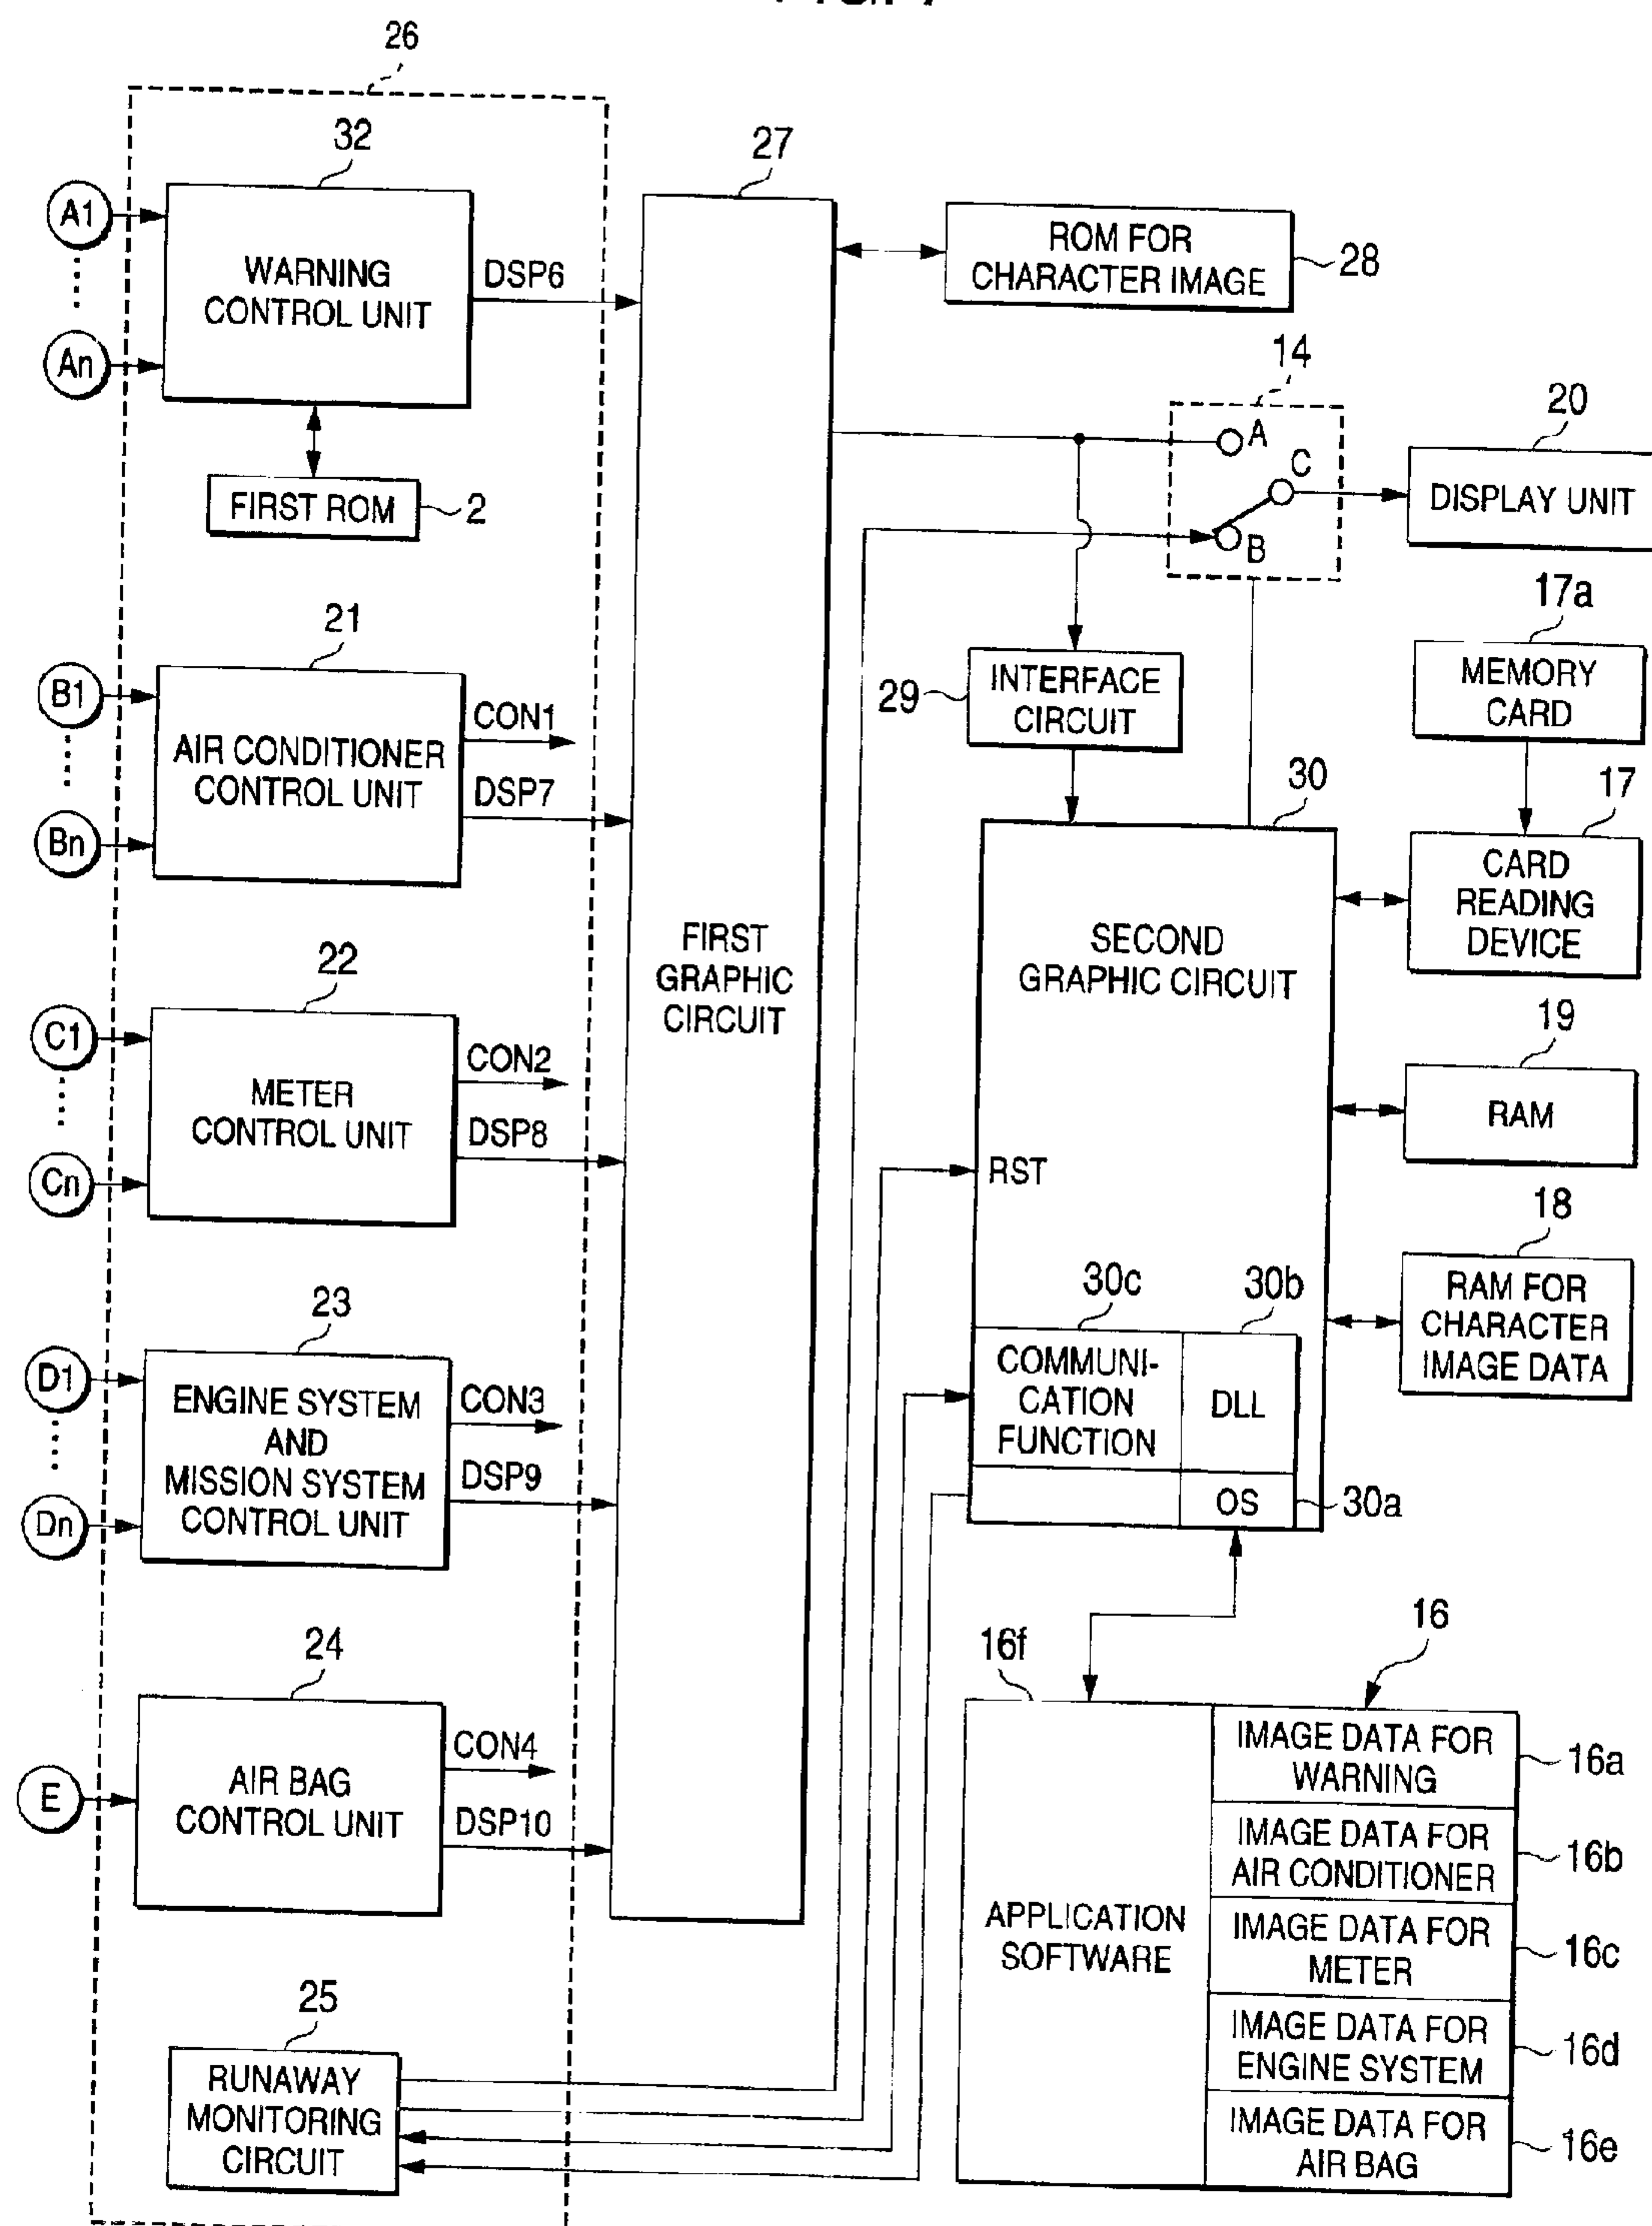 26
32
27
A1
An
WARNING
CONTROL UNIT
DSP6
ROM FOR
CHARACTER IMAGE
28
14
A
C
B
20
DISPLAY UNIT
FIRST ROM
2
21
B1
Bn
AIR CONDITIONER
CONTROL UNIT
CON1
DSP7
29
INTERFACE
CIRCUIT
17a
MEMORY
CARD
30
17
CARD
READING
DEVICE
FIRST
GRAPHIC
CIRCUIT
SECOND
GRAPHIC CIRCUIT
22
C1
Cn
METER
CONTROL UNIT
CON2
DSP8
19
RAM
RST
18
RAM FOR
CHARACTER
IMAGE DATA
30c
30b
COMMUNI-
CATION
FUNCTION
DLL
OS
30a
23
D1
Dn
ENGINE SYSTEM
AND
MISSION SYSTEM
CONTROL UNIT
CON3
DSP9
24
E
AIR BAG
CONTROL UNIT
CON4
DSP10
16f
16
APPLICATION
SOFTWARE
IMAGE DATA FOR
WARNING
16a
IMAGE DATA FOR
AIR CONDITIONER
16b
IMAGE DATA FOR
METER
16c
IMAGE DATA FOR
ENGINE SYSTEM
16d
IMAGE DATA FOR
AIR BAG
16e
25
RUNAWAY
MONITORING
CIRCUIT